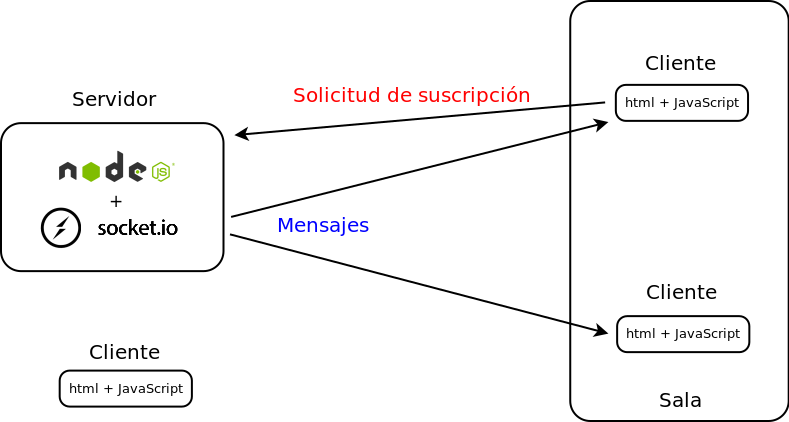 Cliente
html + JavaScript
Solicitud de suscripción
Servidor
node
JS
+
socket.io
Mensajes
Cliente
html + JavaScript
Cliente
html + JavaScript
Sala